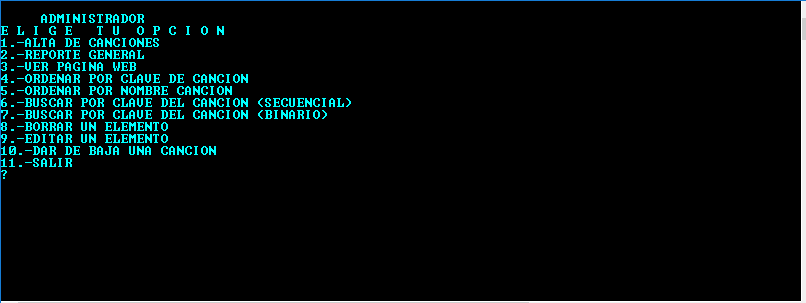 ADMINISTRADOR
E L I G E   T U   O P C I O N
1.-ALTA DE CANCIONES
2.-REPORTE GENERAL
3.-VER PAGINA WEB
4.-ORDENAR POR CLAVE DE CANCION
5.-ORDENAR POR NOMBRE CANCION
6.-BUSCAR POR CLAVE DEL CANCION (SECUENCIAL)
7.-BUSCAR POR CLAVE DEL CANCION (BINARIO)
8.-BORRAR UN ELEMENTO
9.-EDITAR UN ELEMENTO
10.-DAR DE BAJA UNA CANCION
11.-SALIR
?